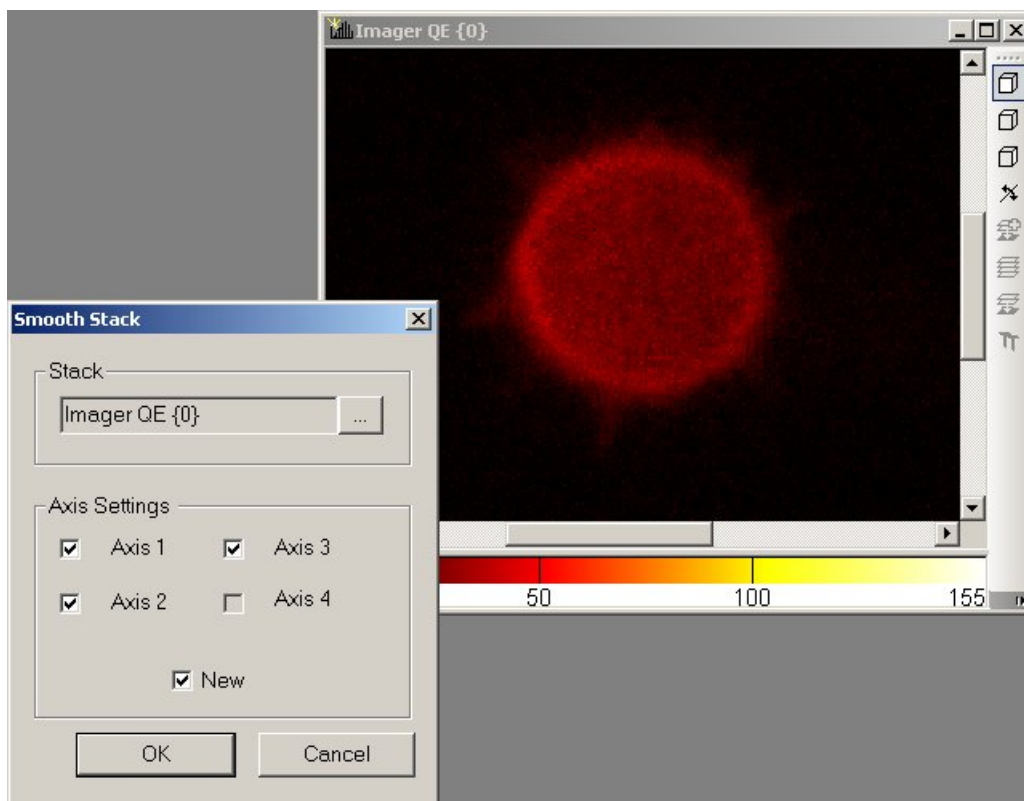 Imager QE {0}
Smooth Stack
Stack
Imager QE {0}
...
Axis Settings
Axis 1
Axis 3
Axis 2
Axis 4
New
OK
Cancel
50
100
155